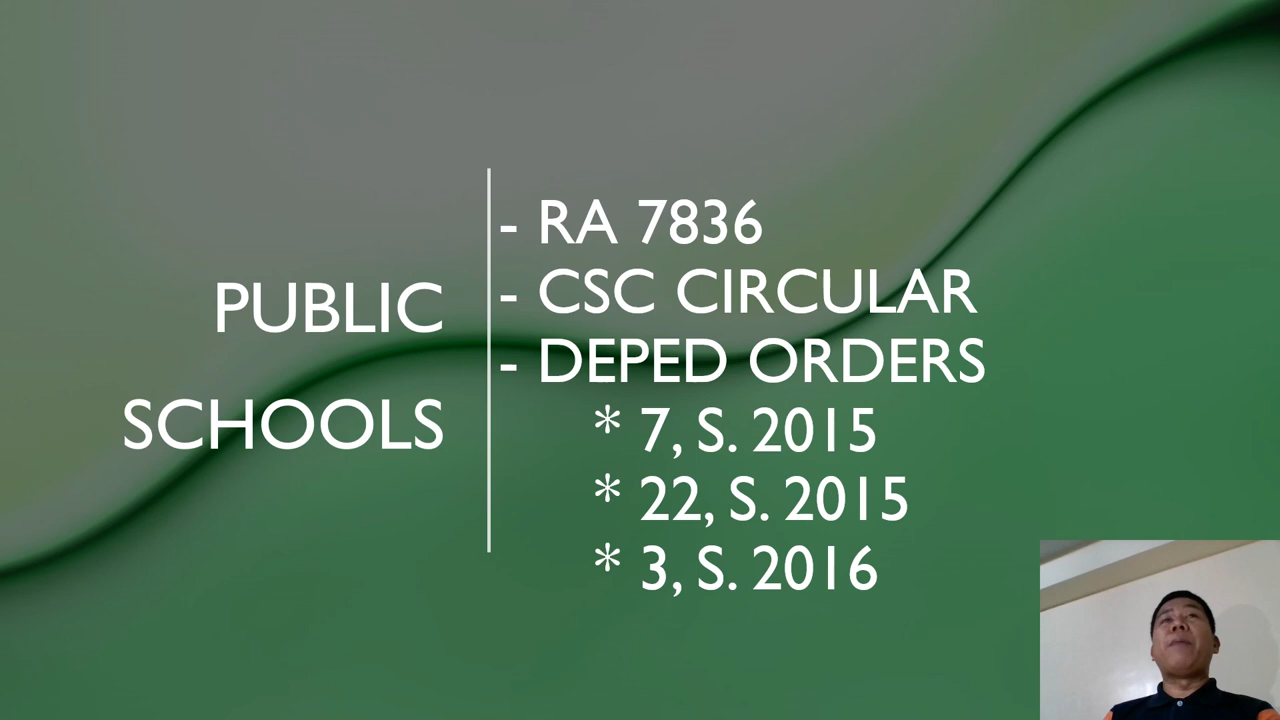 PUBLIC
SCHOOLS
- RA 7836
- CSC CIRCULAR
- DEPED ORDERS
* 7, S. 2015
* 22, S. 2015
* 3, S. 2016